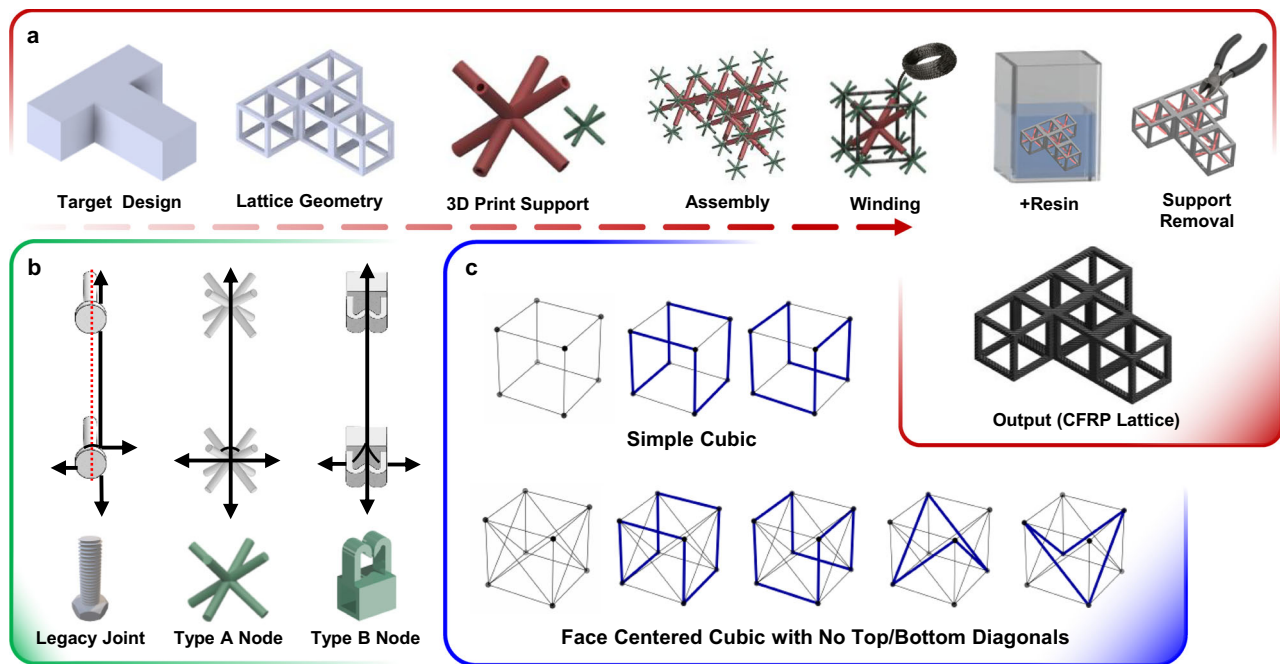 a
Target Design
Lattice Geometry
3D Print Support
Assembly
Winding
+Resin
Support
Removal
Output (CFRP Lattice)
b
Legacy Joint
Type A Node
Type B Node
c
Simple Cubic
Face Centered Cubic with No Top/Bottom Diagonals